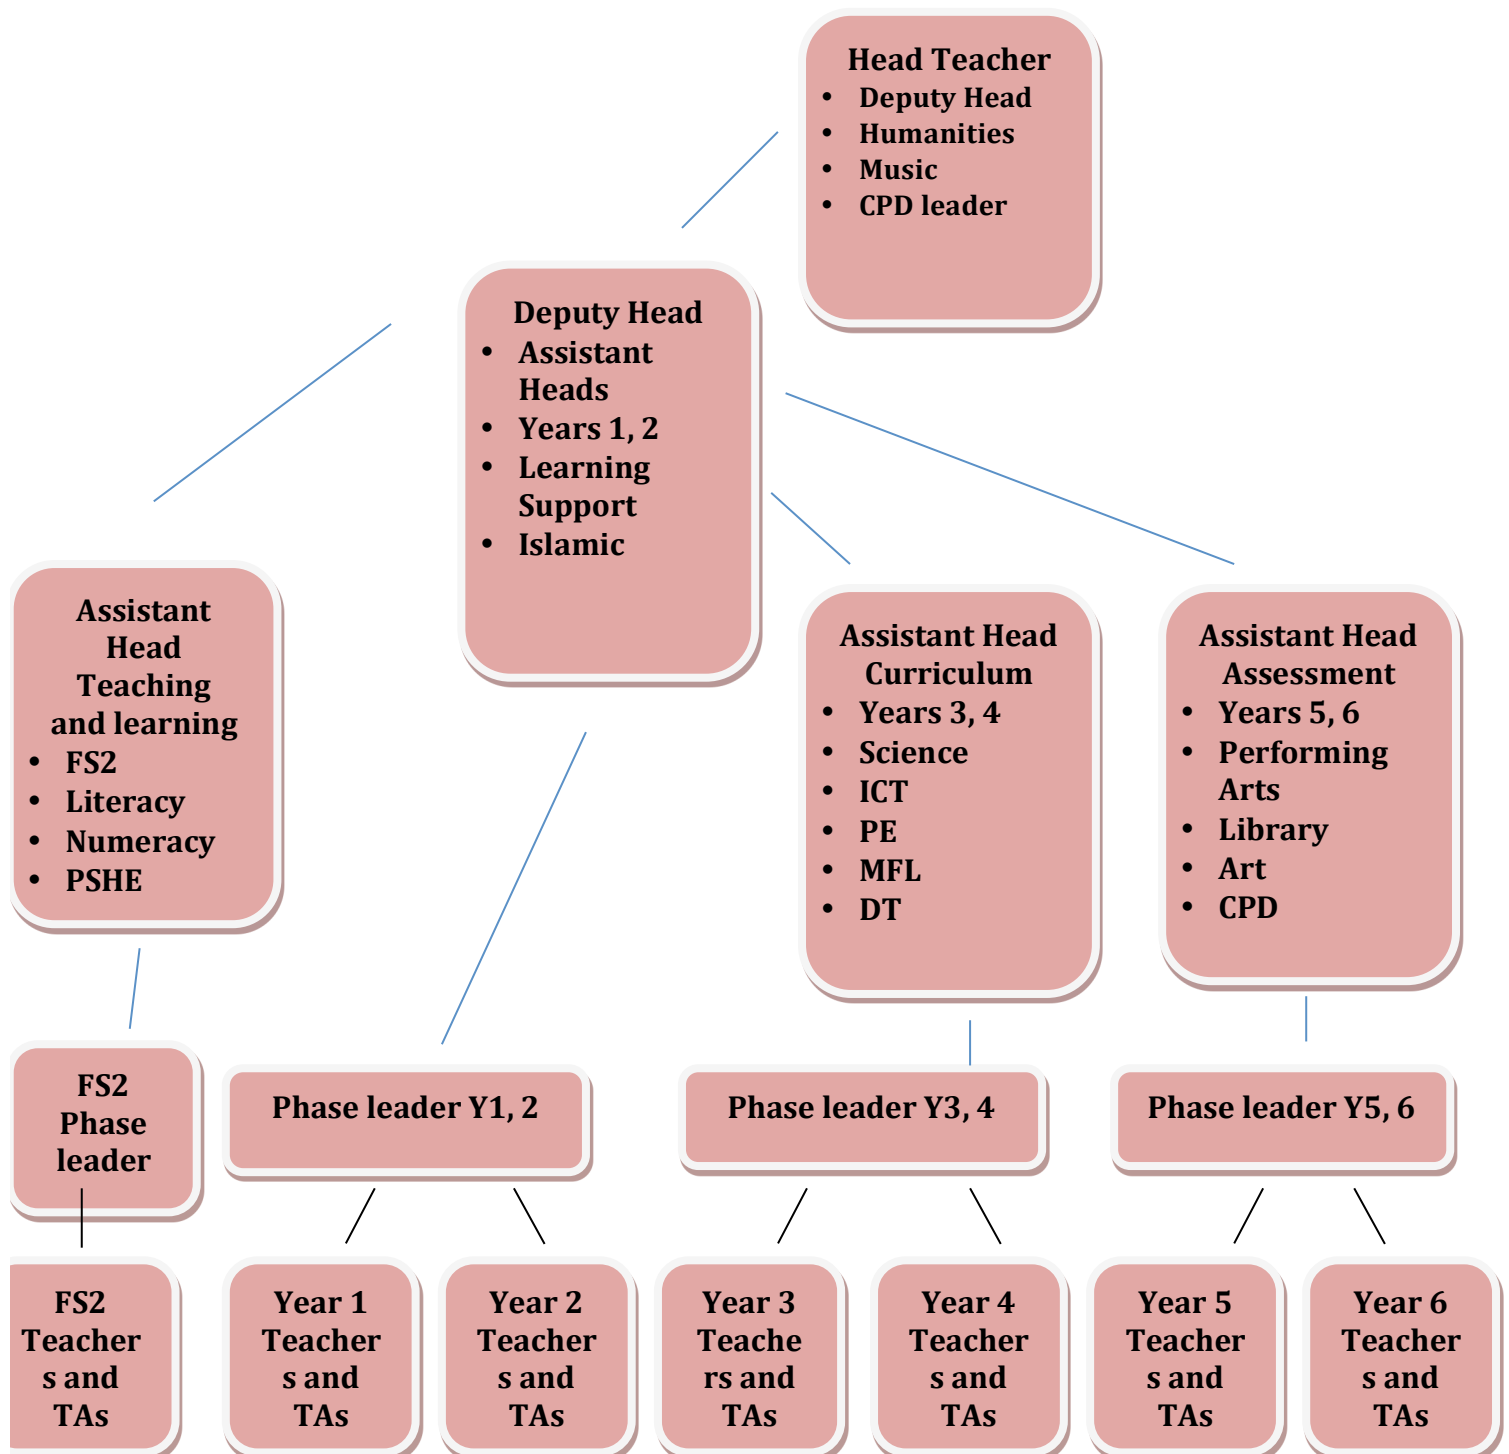 Head Teacher
• Deputy Head
• Humanities
• Music
• CPD leader
Deputy Head
• Assistant
Heads
• Years 1, 2
• Learning
Support
• Islamic
Assistant
Head
Teaching
and learning
• FS2
• Literacy
• Numeracy
• PSHE
Assistant Head
Curriculum
• Years 3, 4
• Science
• ICT
• PE
• MFL
• DT
Assistant Head
Assessment
• Years 5, 6
• Performing
Arts
• Library
• Art
• CPD
FS2
Phase
leader
Phase leader Y1, 2
Phase leader Y3, 4
Phase leader Y5, 6
FS2
Teacher
s and
TAs
Year 1
Teacher
s and
TAs
Year 2
Teacher
s and
TAs
Year 3
Teache
rs and
TAs
Year 4
Teacher
s and
TAs
Year 5
Teacher
s and
TAs
Year 6
Teacher
s and
TAs